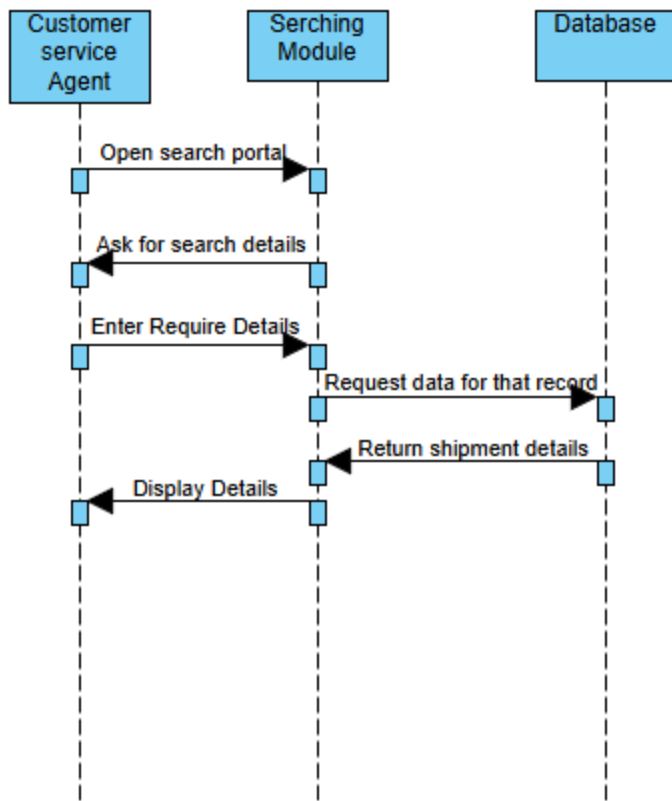 Customer
service
Agent
Serching
Module
Database
Open search portal
Ask for search details
Enter Require Details
Request data for that record
Return shipment details
Display Details